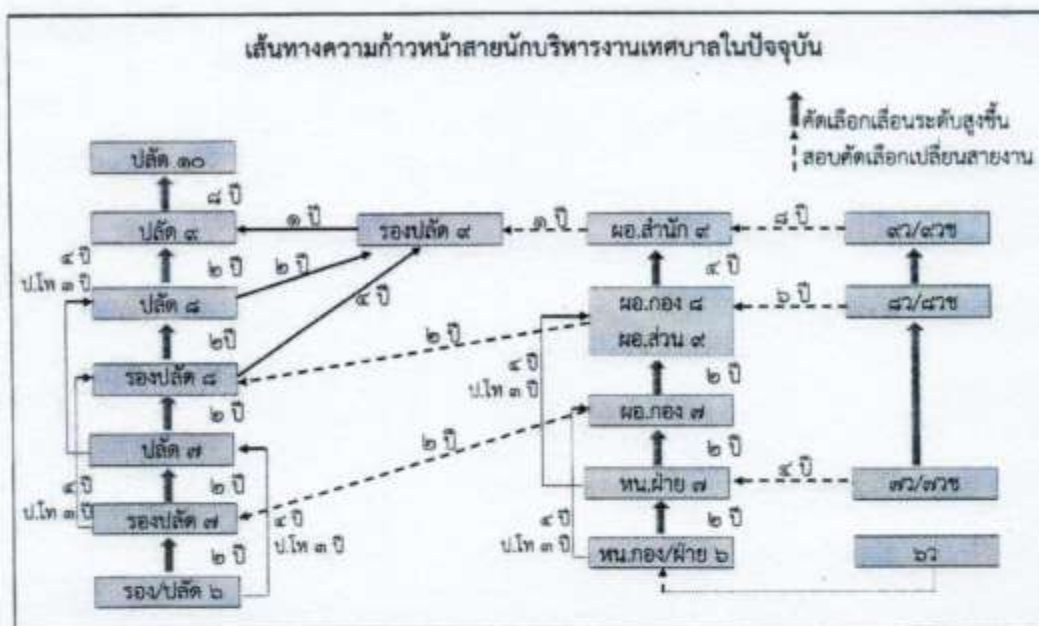 เส้นทางความก้าวหน้าสายนักบริหารงานเทศบาลในปัจจุบัน
คัดเลือกเลื่อนระดับสูงขึ้น
สอบคัดเลือกเปลี่ยนสายงาน
ปลัด ๑๐
๘ ปี
ปลัด ๙
๑ ปี
รองปลัด ๙
๑ ปี
ผอ.สำนัก ๙
๘ ปี
๙ว/๙วช
๔ ปี
ป.โท ๓ ปี
๒ ปี
๒ ปี
๔ ปี
๔ ปี
ปลัด ๘
ผอ.กอง ๘
ผอ.ส่วน ๙
๖ ปี
๘ว/๘วช
๒ปี
๒ ปี
รองปลัด ๘
๔ ปี
ป.โท ๓ ปี
๒ ปี
๒ ปี
ผอ.กอง ๗
ปลัด ๗
๒ ปี
๒ ปี
๔ ปี
ป.โท ๓ ปี
๒ ปี
หน.ฝ่าย ๗
๔ ปี
๗ว/๗วช
รองปลัด ๗
๔ ปี
ป.โท ๓ ปี
๒ ปี
๔ ปี
ป.โท ๓ ปี
๒ ปี
รอง/ปลัด ๖
หน.กอง/ฝ่าย ๖
๖ว